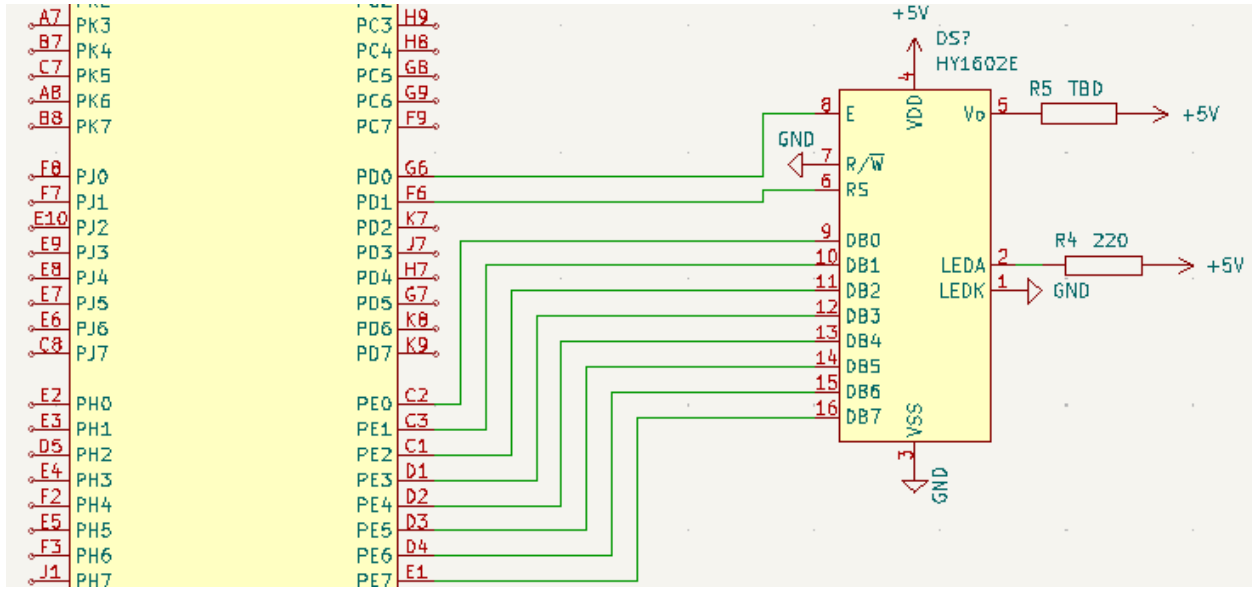 A7 PK3
B7 PK4
C7 PK5
A8 PK6
B8 PK7
F8 PJ0
F7 PJ1
E10 PJ2
E9 PJ3
E8 PJ4
E7 PJ5
E6 PJ6
C8 PJ7
E2 PH0
E3 PH1
D5 PH2
E4 PH3
F2 PH4
E5 PH5
F3 PH6
J1 PH7
PC3 H9
PC4 H8
PC5 G8
PC6 G9
PC7 F9
PD0 G6
PD1 F6
PD2 K7
PD3 J7
PD4 H7
PD5 G7
PD6 K8
PD7 K9
PE0 C2
PE1 C3
PE2 C1
PE3 D1
PE4 D2
PE5 D3
PE6 D4
PE7 E1
+5V
DS?
HY1602E
4
VDD
8 E
GND
7 R/W̅
6 RS
9 DB0
10 DB1
11 DB2
12 DB3
13 DB4
14 DB5
15 DB6
16 DB7
VSS
3
GND
R5 TBD
Vo 5
+5V
R4 220
LEDA 2
+5V
LEDK 1
GND